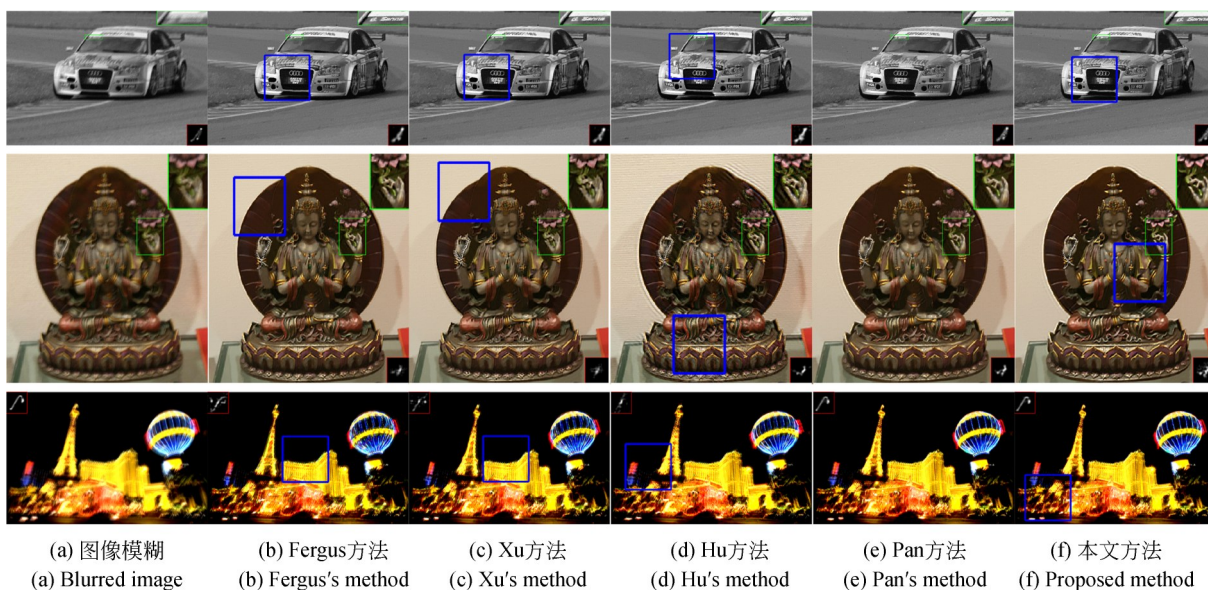 (a) 图像模糊 (b) Fergus方法 (c) Xu方法 (d) Hu方法 (e) Pan方法 (f) 本文方法
(a) Blurred image (b) Fergus's method (c) Xu's method (d) Hu's method (e) Pan's method (f) Proposed method